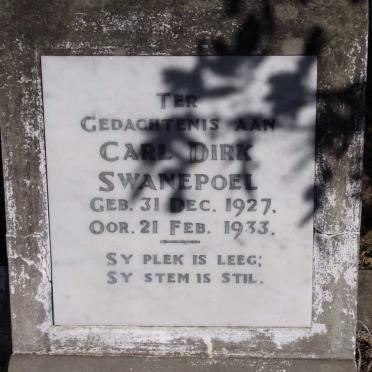 TER
GEDACHTENIS AAN
CARL DIRK
SWANEPOEL
GEB. 31 DEC. 1927.
OOR. 21 FEB. 1933.
SY PLEK IS LEEG;
SY STEM IS STIL.